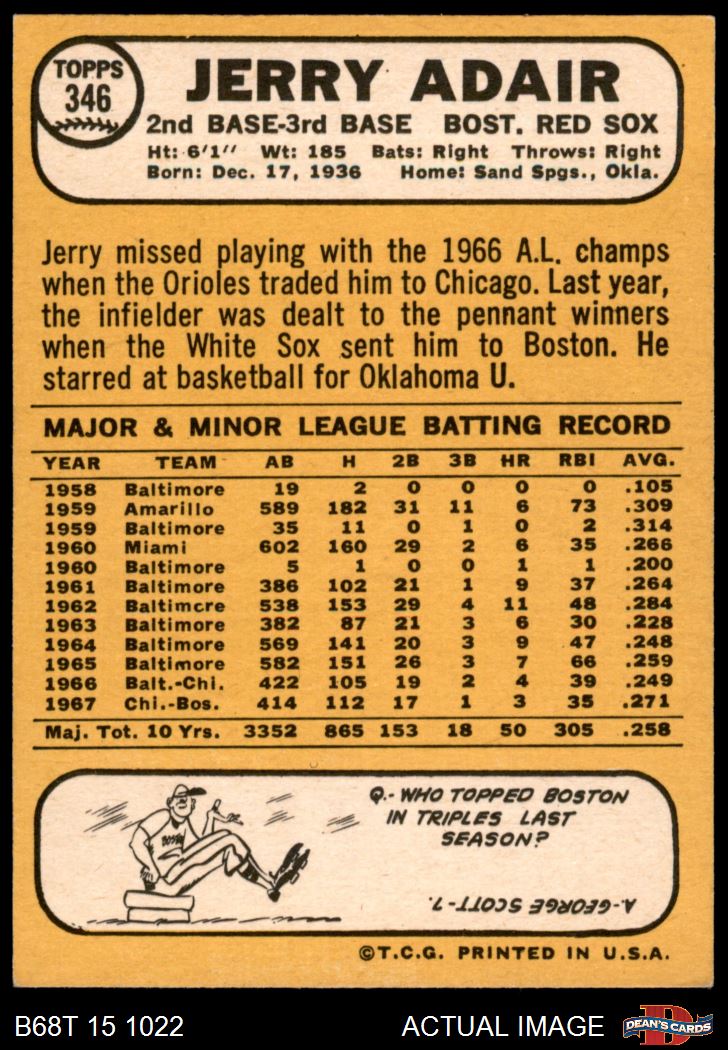 TOPPS
346
JERRY ADAIR
2nd BASE-3rd BASE BOST. RED SOX
Ht: 6'1" Wt: 185 Bats: Right Throws: Right
Born: Dec. 17, 1936 Home: Sand Spgs., Okla.
Jerry missed playing with the 1966 A.L. champs
when the Orioles traded him to Chicago. Last year,
the infielder was dealt to the pennant winners
when the White Sox sent him to Boston. He
starred at basketball for Oklahoma U.
MAJOR & MINOR LEAGUE BATTING RECORD
YEAR TEAM AB H 2B 3B HR RBI AVG.
1958 Baltimore 19 2 0 0 0 0 .105
1959 Amarillo 589 182 31 11 6 73 .309
1959 Baltimore 35 11 0 1 0 2 .314
1960 Miami 602 160 29 2 6 35 .266
1960 Baltimore 5 1 0 0 1 1 .200
1961 Baltimore 386 102 21 1 9 37 .264
1962 Baltimore 538 153 29 4 11 48 .284
1963 Baltimore 382 87 21 3 6 30 .228
1964 Baltimore 569 141 20 3 9 47 .248
1965 Baltimore 582 151 26 3 7 66 .259
1966 Balt.-Chi. 422 105 19 2 4 39 .249
1967 Chi.-Bos. 414 112 17 1 3 35 .271
Maj. Tot. 10 Yrs. 3352 865 153 18 50 305 .258
BOSTON
Q.- WHO TOPPED BOSTON
IN TRIPLES LAST
SEASON?
A.-GEORGE SCOTT-7.
©T.C.G. PRINTED IN U.S.A.
B68T 15 1022 ACTUAL IMAGE
D
DEAN'S CARDS